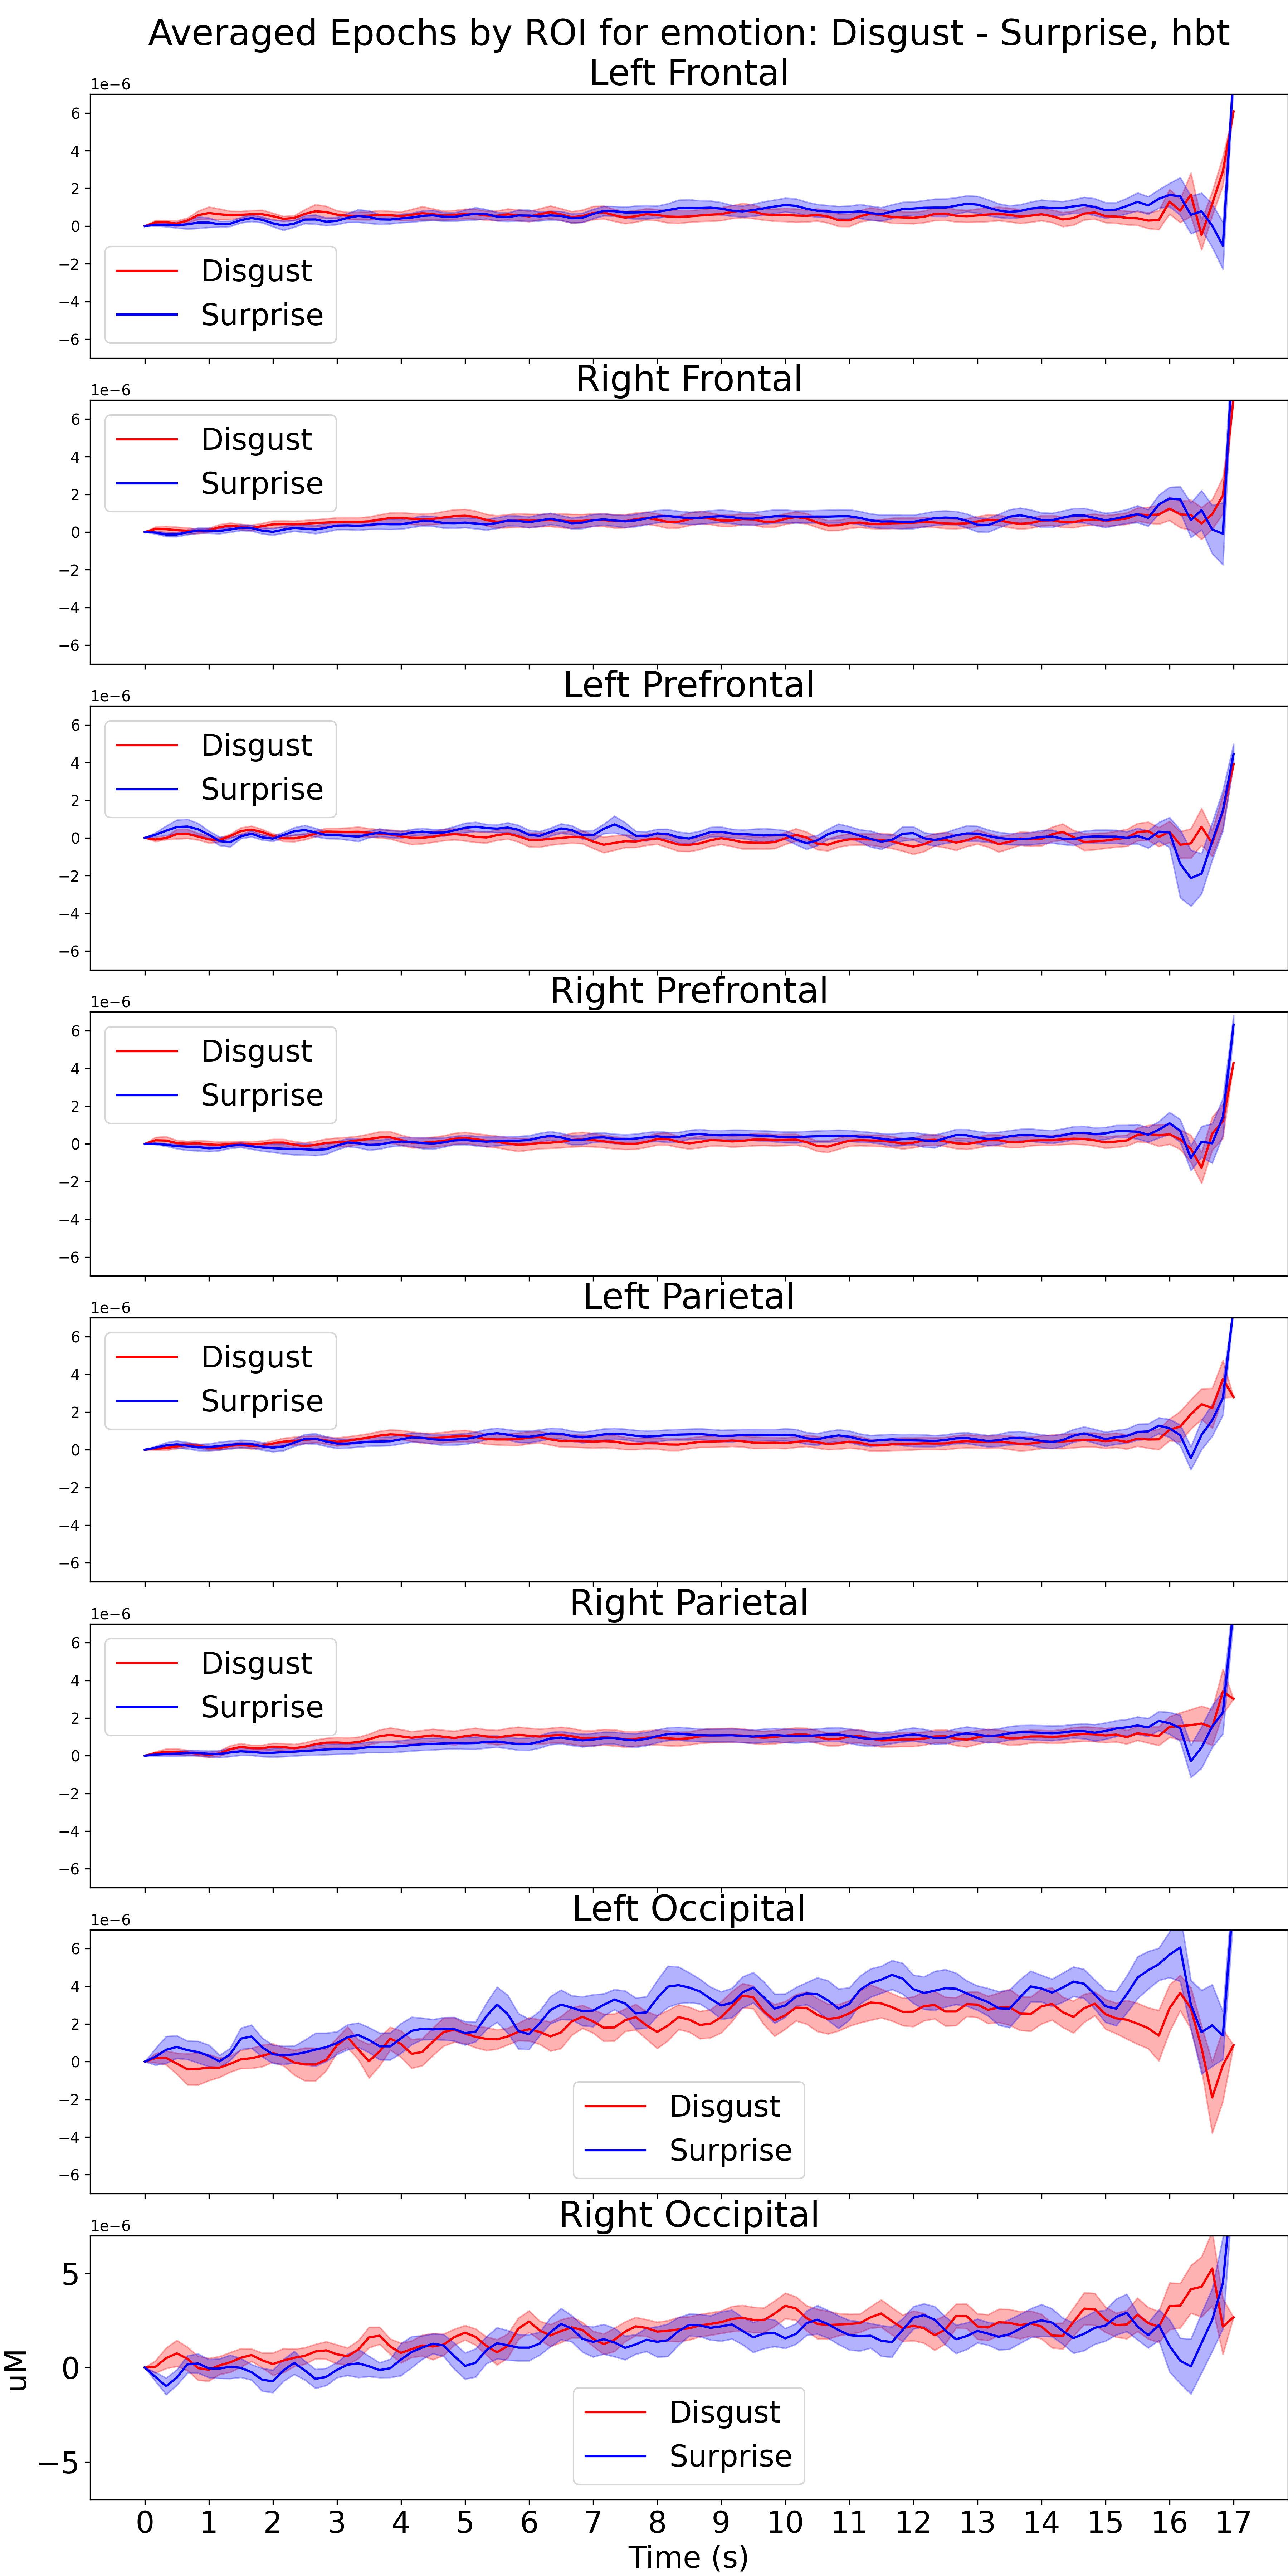 Averaged Epochs by ROI for emotion: Disgust - Surprise, hbt
Left Frontal
1e−6
6
4
2
0
−2
−4
−6
Disgust
Surprise
Right Frontal
1e−6
6
4
2
0
−2
−4
−6
Disgust
Surprise
Left Prefrontal
1e−6
6
4
2
0
−2
−4
−6
Disgust
Surprise
Right Prefrontal
1e−6
6
4
2
0
−2
−4
−6
Disgust
Surprise
Left Parietal
1e−6
6
4
2
0
−2
−4
−6
Disgust
Surprise
Right Parietal
1e−6
6
4
2
0
−2
−4
−6
Disgust
Surprise
Left Occipital
1e−6
6
4
2
0
−2
−4
−6
Disgust
Surprise
Right Occipital
1e−6
5
0
−5
uM
Disgust
Surprise
0 1 2 3 4 5 6 7 8 9 10 11 12 13 14 15 16 17
Time (s)